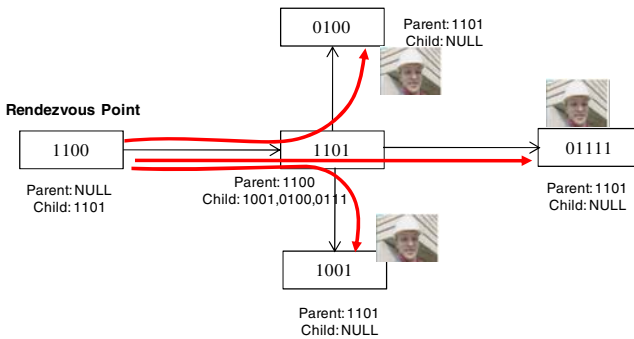 0100
Parent: 1101
Child: NULL
Rendezvous Point
1100
1101
01111
Parent: NULL
Child: 1101
Parent: 1100
Child: 1001,0100,0111
Parent: 1101
Child: NULL
1001
Parent: 1101
Child: NULL